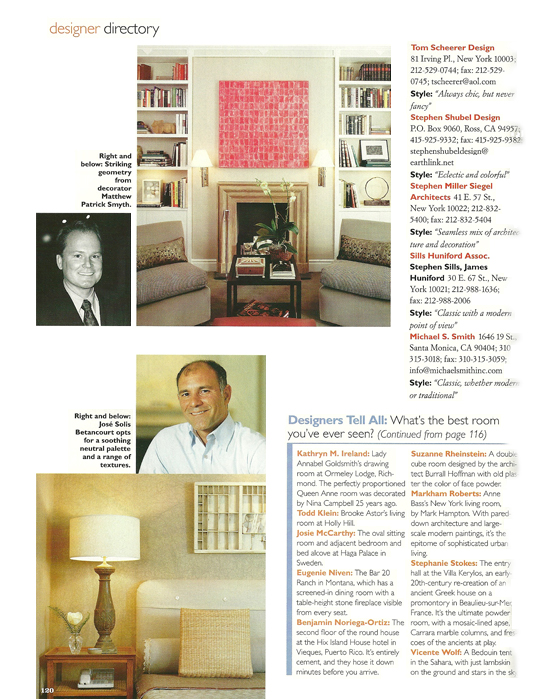 designer directory
Right and
below: Striking
geometry
from
decorator
Matthew
Patrick Smyth.
Tom Scheerer Design
81 Irving Pl., New York 10003;
212-529-0744; fax: 212-529-
0745; tscheerer@aol.com
Style: "Always chic, but never
fancy"
Stephen Shubel Design
P.O. Box 9060, Ross, CA 94957;
415-925-9332; fax: 415-925-9382
stephenshubeldesign@
earthlink.net
Style: "Eclectic and colorful"
Stephen Miller Siegel
Architects 41 E. 57 St.,
New York 10022; 212-832-
5400; fax: 212-832-5404
Style: "Seamless mix of architec
ture and decoration"
Sills Huniford Assoc.
Stephen Sills, James
Huniford 30 E. 67 St., New
York 10021; 212-988-1636;
fax: 212-988-2006
Style: "Classic with a modern
point of view"
Michael S. Smith 1646 19 St.,
Santa Monica, CA 90404; 310
315-3018; fax: 310-315-3059;
info@michaelsmithinc.com
Style: "Classic, whether modern
or traditional"
Right and below:
José Solis
Betancourt opts
for a soothing
neutral palette
and a range of
textures.
Designers Tell All: What's the best room
you've ever seen? (Continued from page 116)
Kathryn M. Ireland: Lady
Annabel Goldsmith's drawing
room at Ormeley Lodge, Rich-
mond. The perfectly proportioned
Queen Anne room was decorated
by Nina Campbell 25 years ago.
Todd Klein: Brooke Astor's living
room at Holly Hill.
Josie McCarthy: The oval sitting
room and adjacent bedroom and
bed alcove at Haga Palace in
Sweden.
Eugenie Niven: The Bar 20
Ranch in Montana, which has a
screened-in dining room with a
table-height stone fireplace visible
from every seat.
Benjamin Noriega-Ortiz: The
second floor of the round house
at the Hix Island House hotel in
Vieques, Puerto Rico. It's entirely
cement, and they hose it down
minutes before you arrive.
Suzanne Rheinstein: A double
cube room designed by the archi-
tect Burrall Hoffman with old plas
ter the color of face powder.
Markham Roberts: Anne
Bass's New York living room,
by Mark Hampton. With pared
down architecture and large-
scale modern paintings, it's the
epitome of sophisticated urban
living.
Stephanie Stokes: The entry
hall at the Villa Kerylos, an early
20th-century re-creation of an
ancient Greek house on a
promontory in Beaulieu-sur-Mer,
France. It's the ultimate powder
room, with a mosaic-lined apse,
Carrara marble columns, and fres
coes of the ancients at play.
Vicente Wolf: A Bedouin tent
in the Sahara, with just lambskin
on the ground and stars in the sky
120